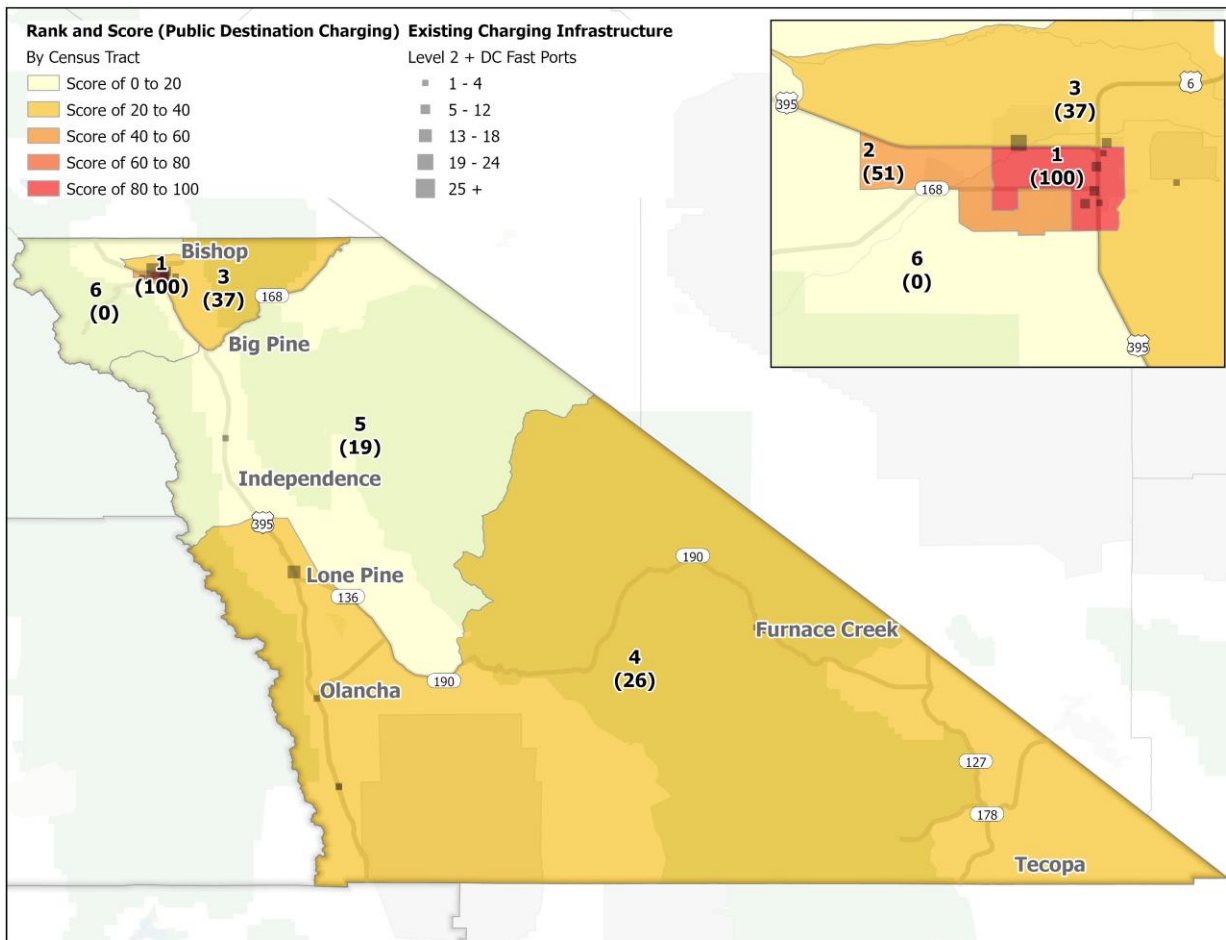 Rank and Score (Public Destination Charging)
By Census Tract
Score of 0 to 20
Score of 20 to 40
Score of 40 to 60
Score of 60 to 80
Score of 80 to 100
Existing Charging Infrastructure
Level 2 + DC Fast Ports
1 - 4
5 - 12
13 - 18
19 - 24
25 +
395
6
3
(37)
2
(51)
1
(100)
168
6
(0)
395
Bishop
1
(100)
3
(37)
6
(0)
168
Big Pine
5
(19)
Independence
395
Lone Pine
136
190
Furnace Creek
4
(26)
190
Olancha
127
178
Tecopa